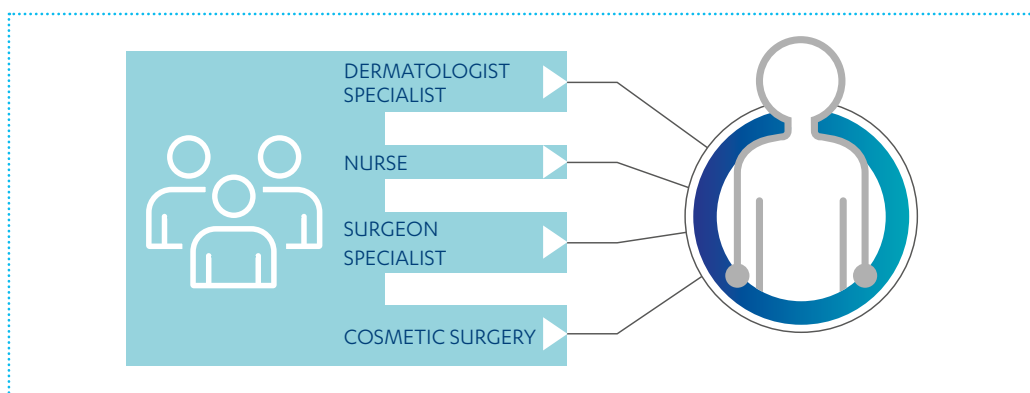 DERMATOLOGIST
SPECIALIST
NURSE
SURGEON
SPECIALIST
COSMETIC SURGERY